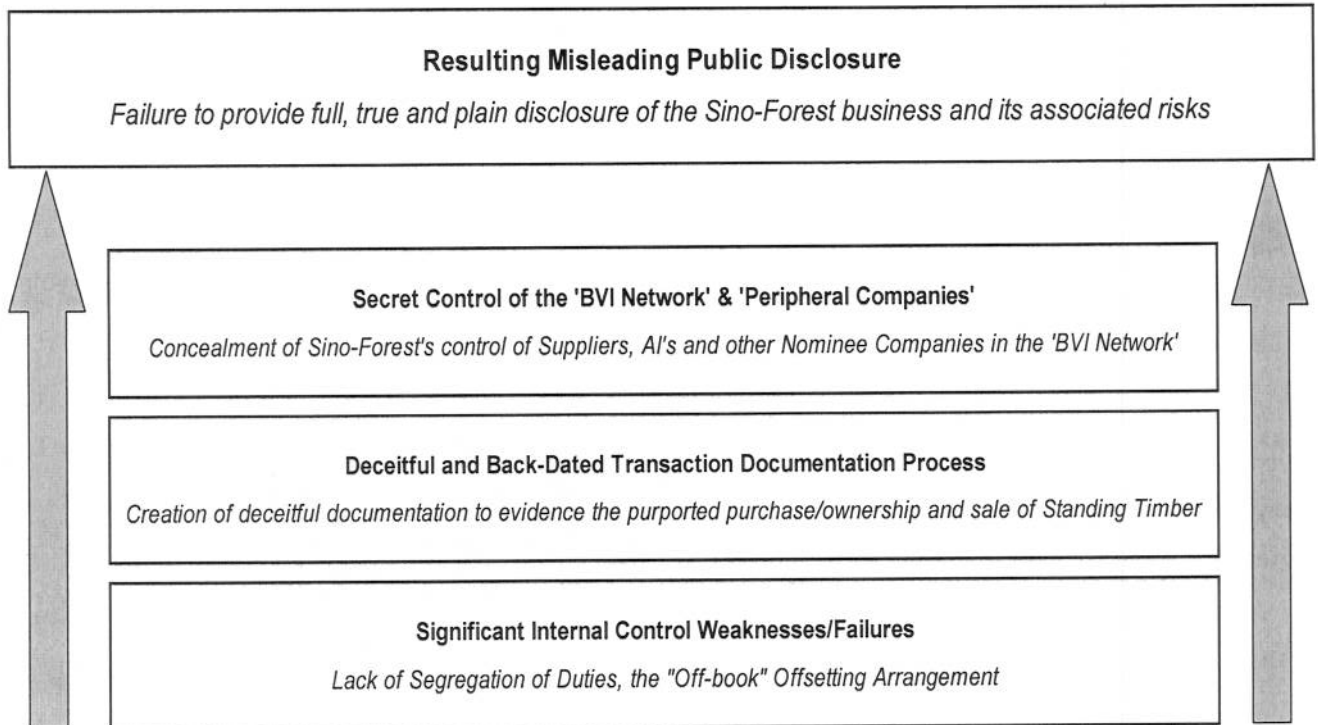 Resulting Misleading Public Disclosure
Failure to provide full, true and plain disclosure of the Sino-Forest business and its associated risks
Secret Control of the 'BVI Network' & 'Peripheral Companies'
Concealment of Sino-Forest's control of Suppliers, AI's and other Nominee Companies in the 'BVI Network'
Deceitful and Back-Dated Transaction Documentation Process
Creation of deceitful documentation to evidence the purported purchase/ownership and sale of Standing Timber
Significant Internal Control Weaknesses/Failures
Lack of Segregation of Duties, the "Off-book" Offsetting Arrangement